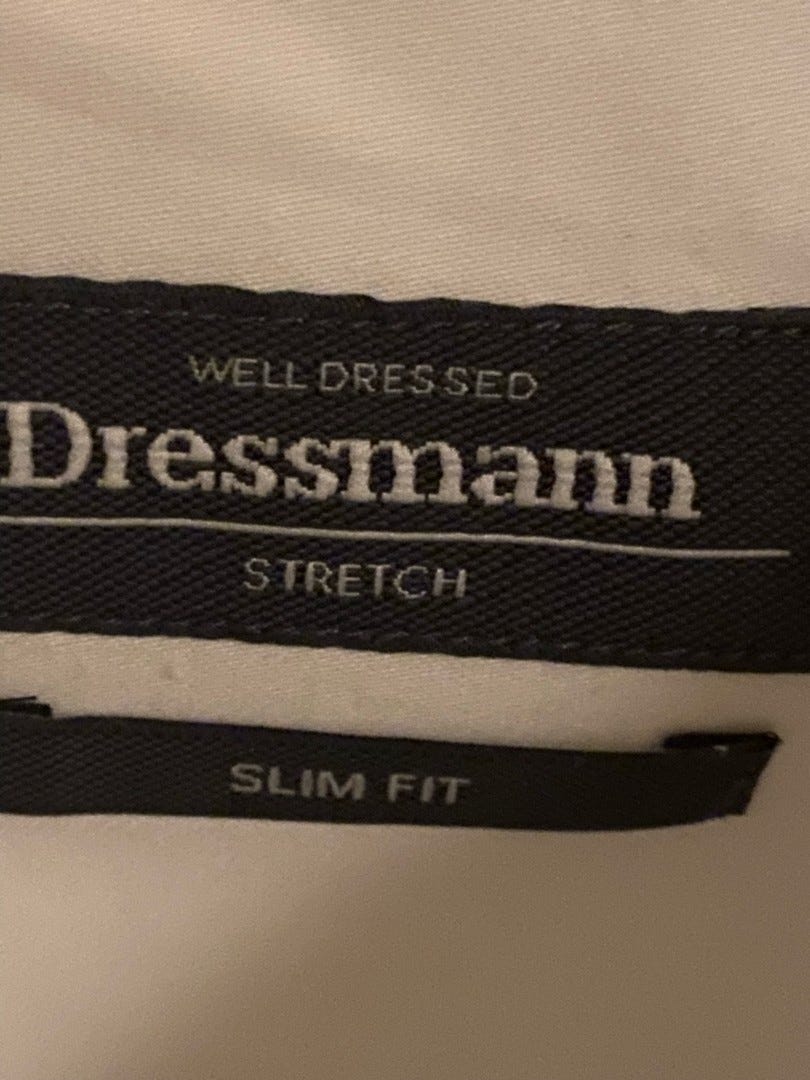 WELL DRESSED
Dressmann
STRETCH
SLIM FIT